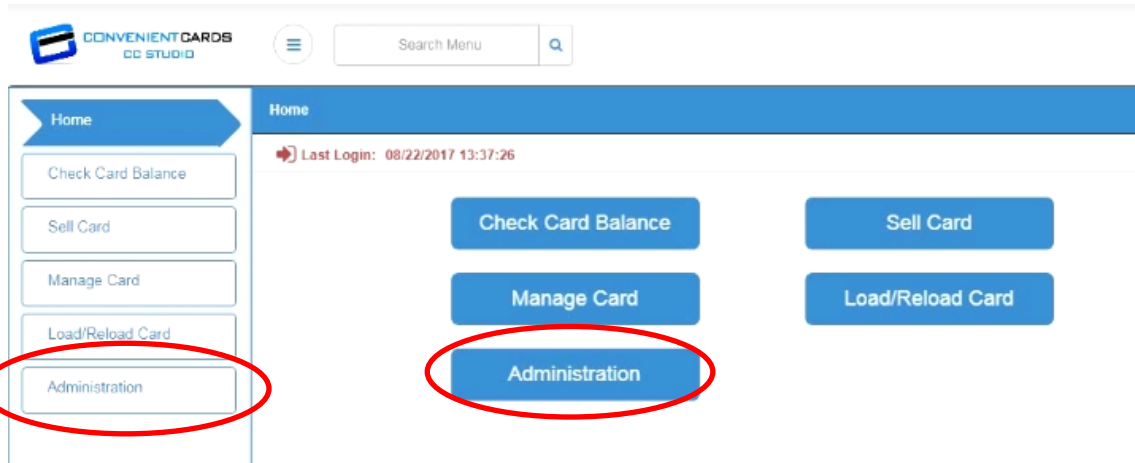 CONVENIENTCARDS
CC STUDIO
Search Menu
Home
Check Card Balance
Sell Card
Manage Card
Load/Reload Card
Administration
Home
Last Login: 08/22/2017 13:37:26
Check Card Balance
Sell Card
Manage Card
Load/Reload Card
Administration